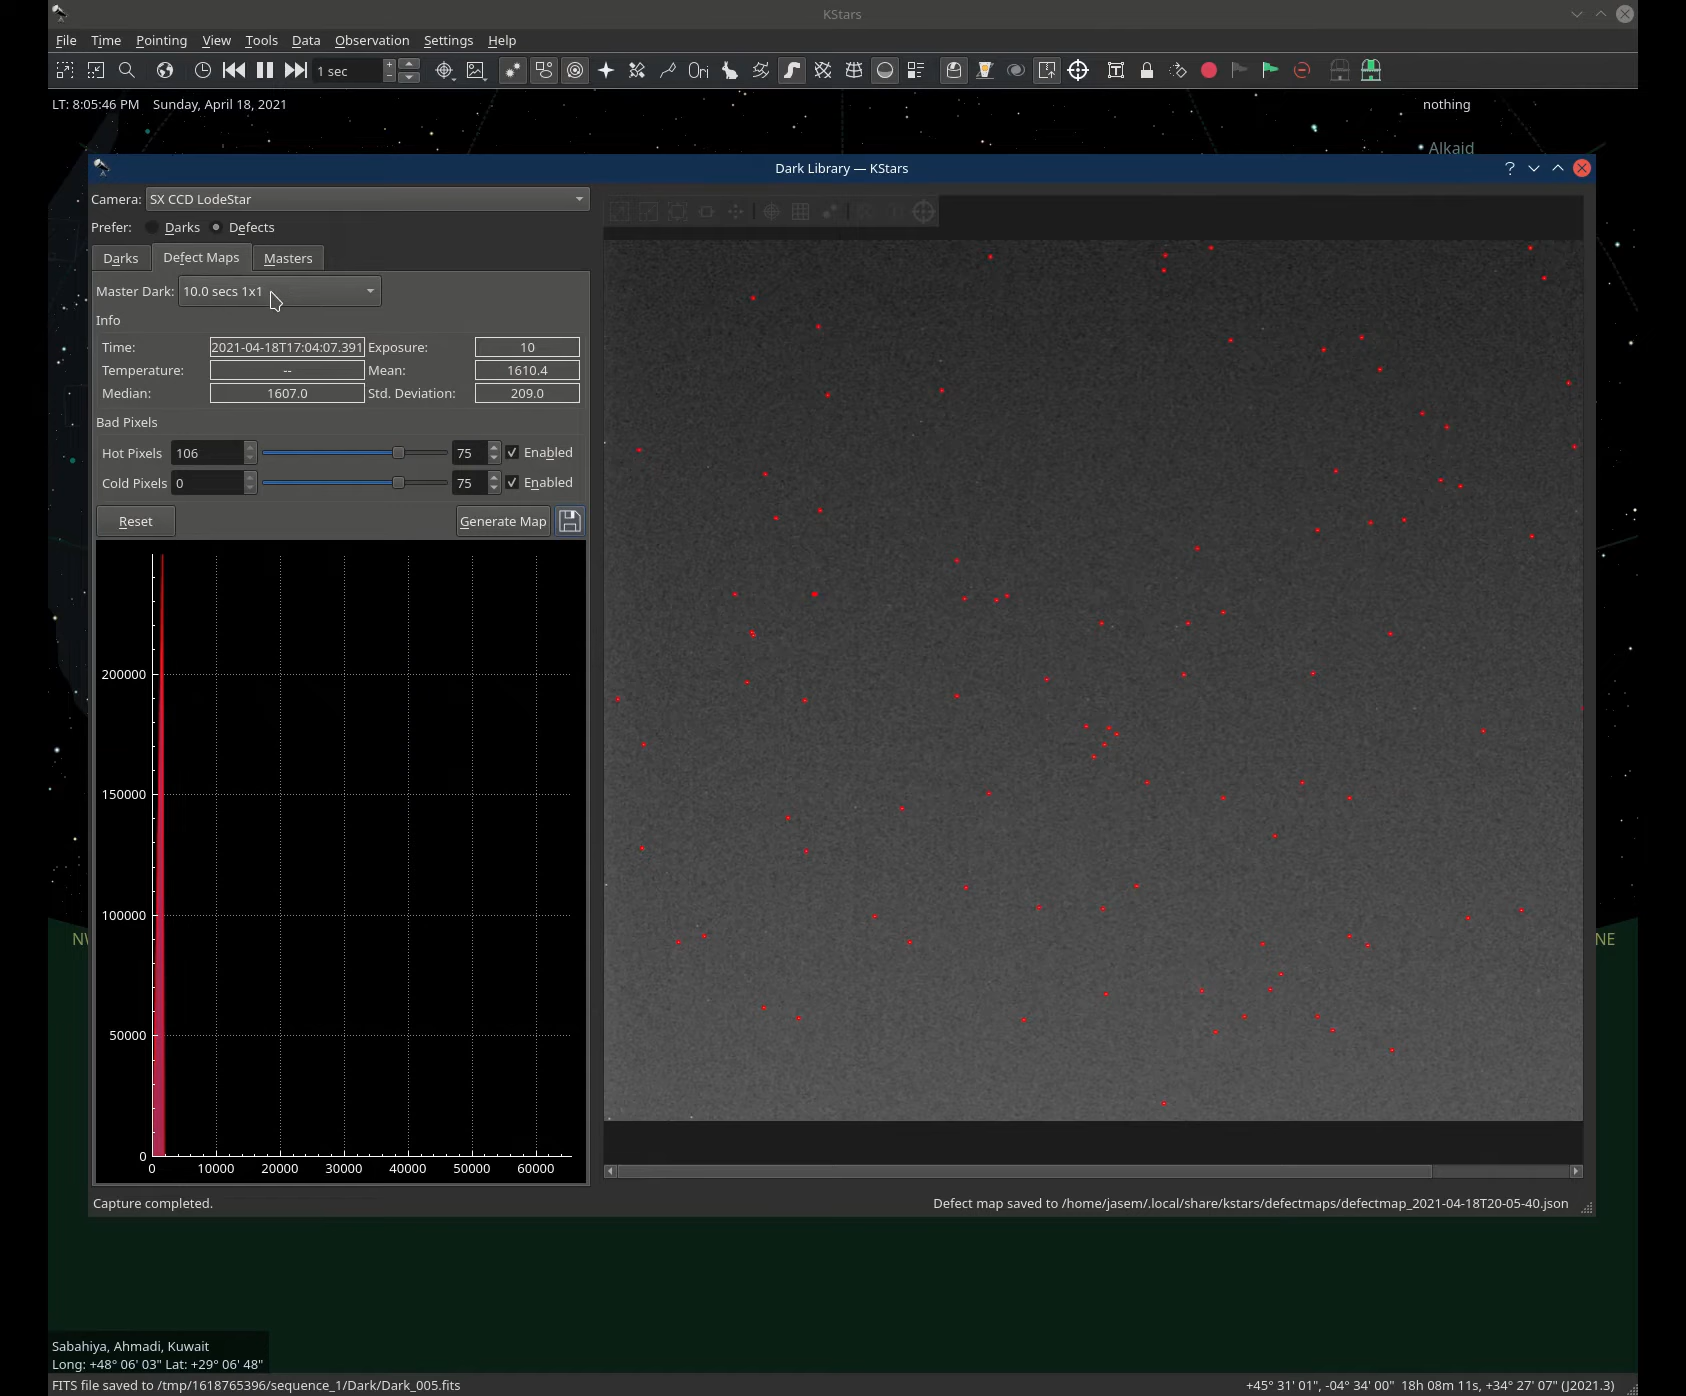 KStars
File Time Pointing View Tools Data Observation Settings Help
1 sec
Ori
LT: 8:05:46 PM Sunday, April 18, 2021
nothing
Alkaid
Dark Library — KStars
Camera: SX CCD LodeStar
Prefer: Darks Defects
Darks Defect Maps Masters
Master Dark: 10.0 secs 1x1
Info
Time: 2021-04-18T17:04:07.391 Exposure: 10
Temperature: -- Mean: 1610.4
Median: 1607.0 Std. Deviation: 209.0
Bad Pixels
Hot Pixels 106 75 Enabled
Cold Pixels 0 75 Enabled
Reset Generate Map
200000
150000
100000
50000
0
0 10000 20000 30000 40000 50000 60000
NE
Capture completed.
Defect map saved to /home/jasem/.local/share/kstars/defectmaps/defectmap_2021-04-18T20-05-40.json
Sabahiya, Ahmadi, Kuwait
Long: +48° 06' 03" Lat: +29° 06' 48"
FITS file saved to /tmp/1618765396/sequence_1/Dark/Dark_005.fits
+45° 31' 01", -04° 34' 00" 18h 08m 11s, +34° 27' 07" (J2021.3)